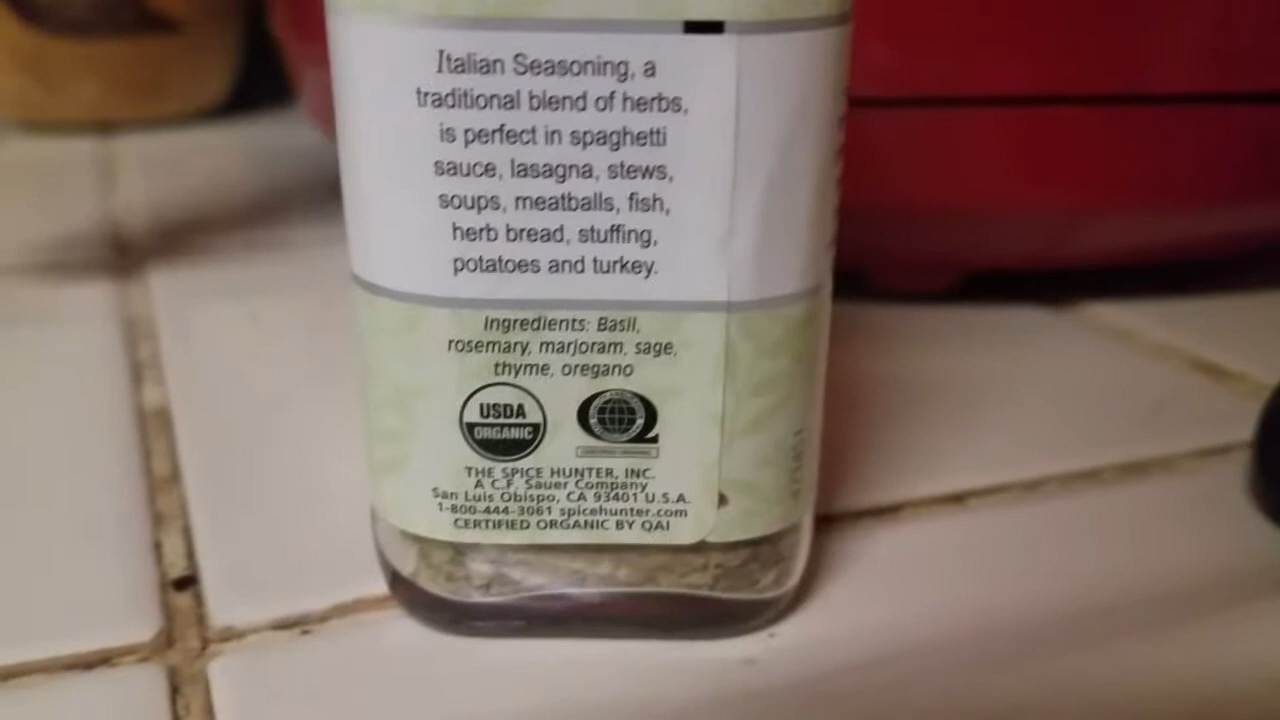 Italian Seasoning, a
traditional blend of herbs,
is perfect in spaghetti
sauce, lasagna, stews,
soups, meatballs, fish,
herb bread, stuffing,
potatoes and turkey.
Ingredients: Basil,
rosemary, marjoram, sage,
thyme, oregano
USDA
ORGANIC
THE SPICE HUNTER, INC.
A C.F. Sauer Company
San Luis Obispo, CA 93401 U.S.A.
1-800-444-3061 spicehunter.com
CERTIFIED ORGANIC BY QAI